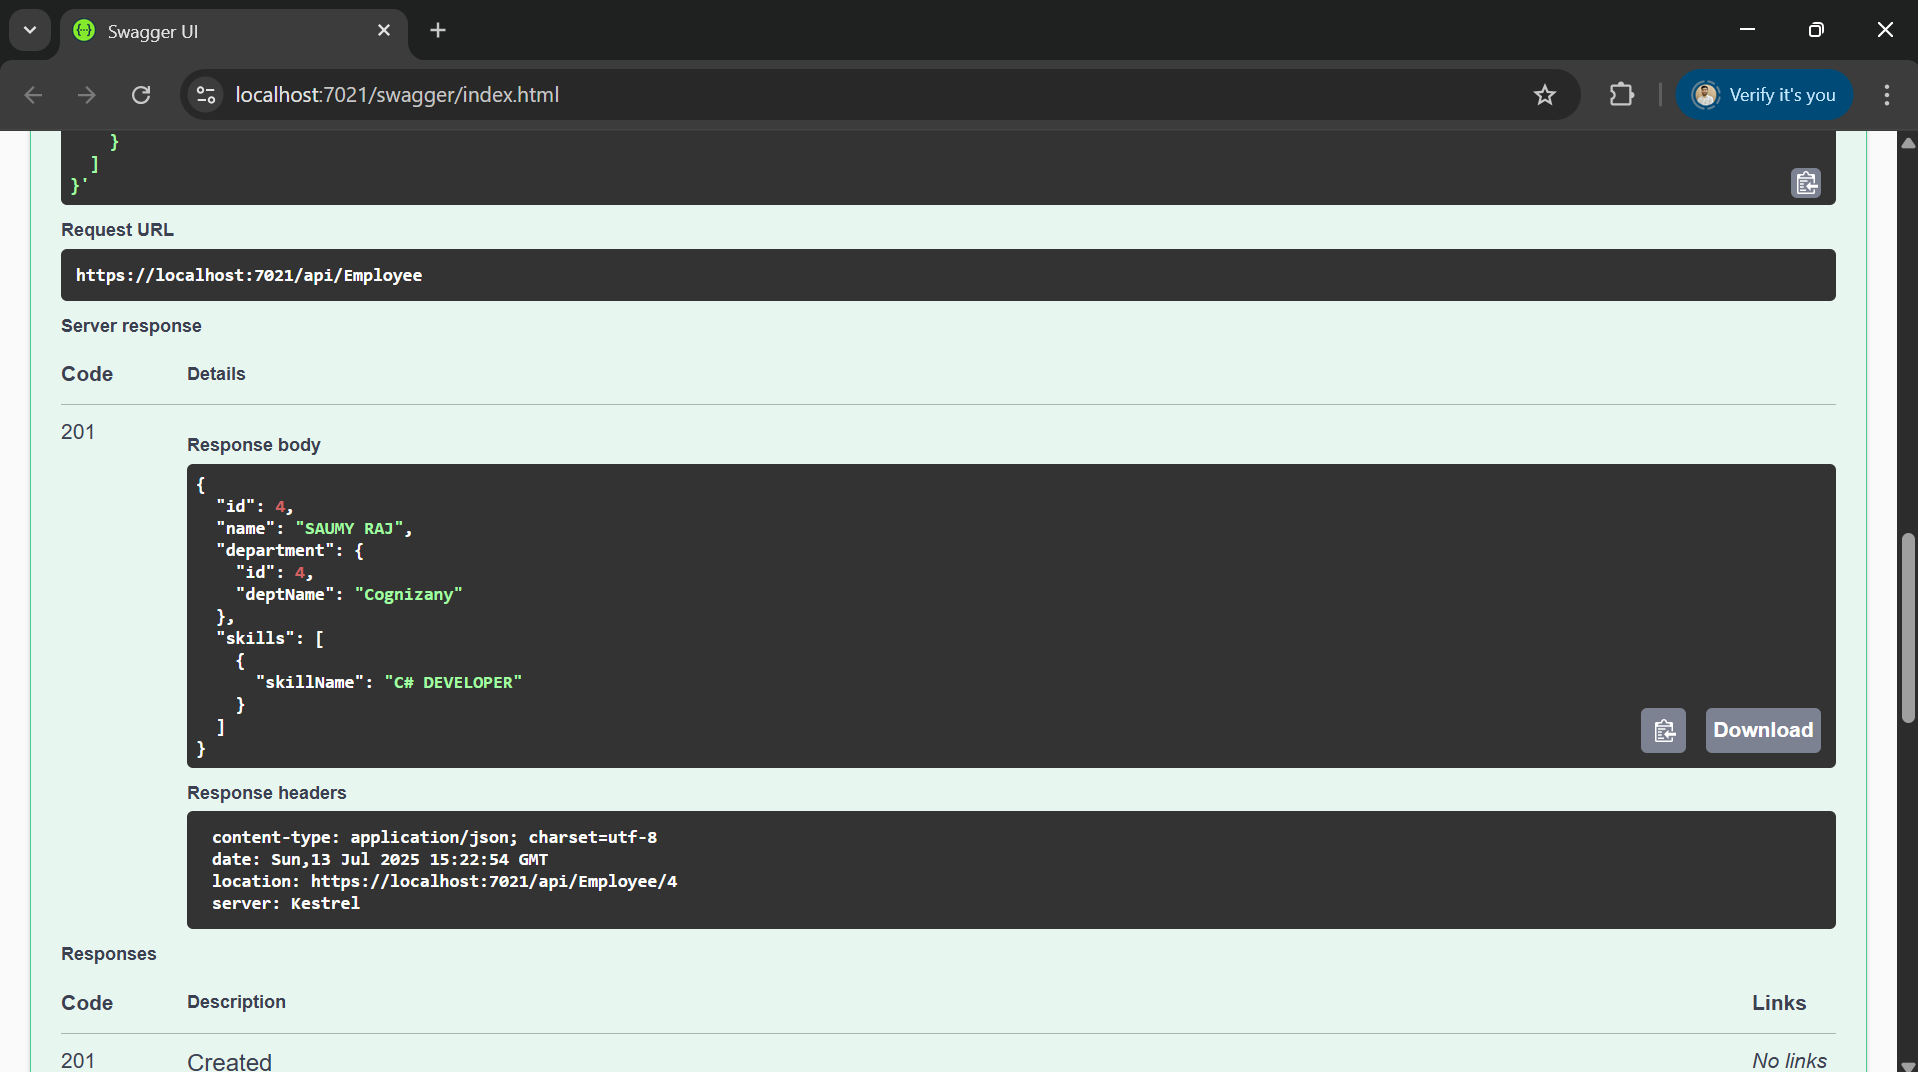 Swagger UI
localhost:7021/swagger/index.html
Verify it's you
}
]
}'
Request URL
https://localhost:7021/api/Employee
Server response
Code Details
201
Response body
{
"id": 4,
"name": "SAUMY RAJ",
"department": {
"id": 4,
"deptName": "Cognizany"
},
"skills": [
{
"skillName": "C# DEVELOPER"
}
]
}
Download
Response headers
content-type: application/json; charset=utf-8
date: Sun,13 Jul 2025 15:22:54 GMT
location: https://localhost:7021/api/Employee/4
server: Kestrel
Responses
Code Description Links
201 Created No links